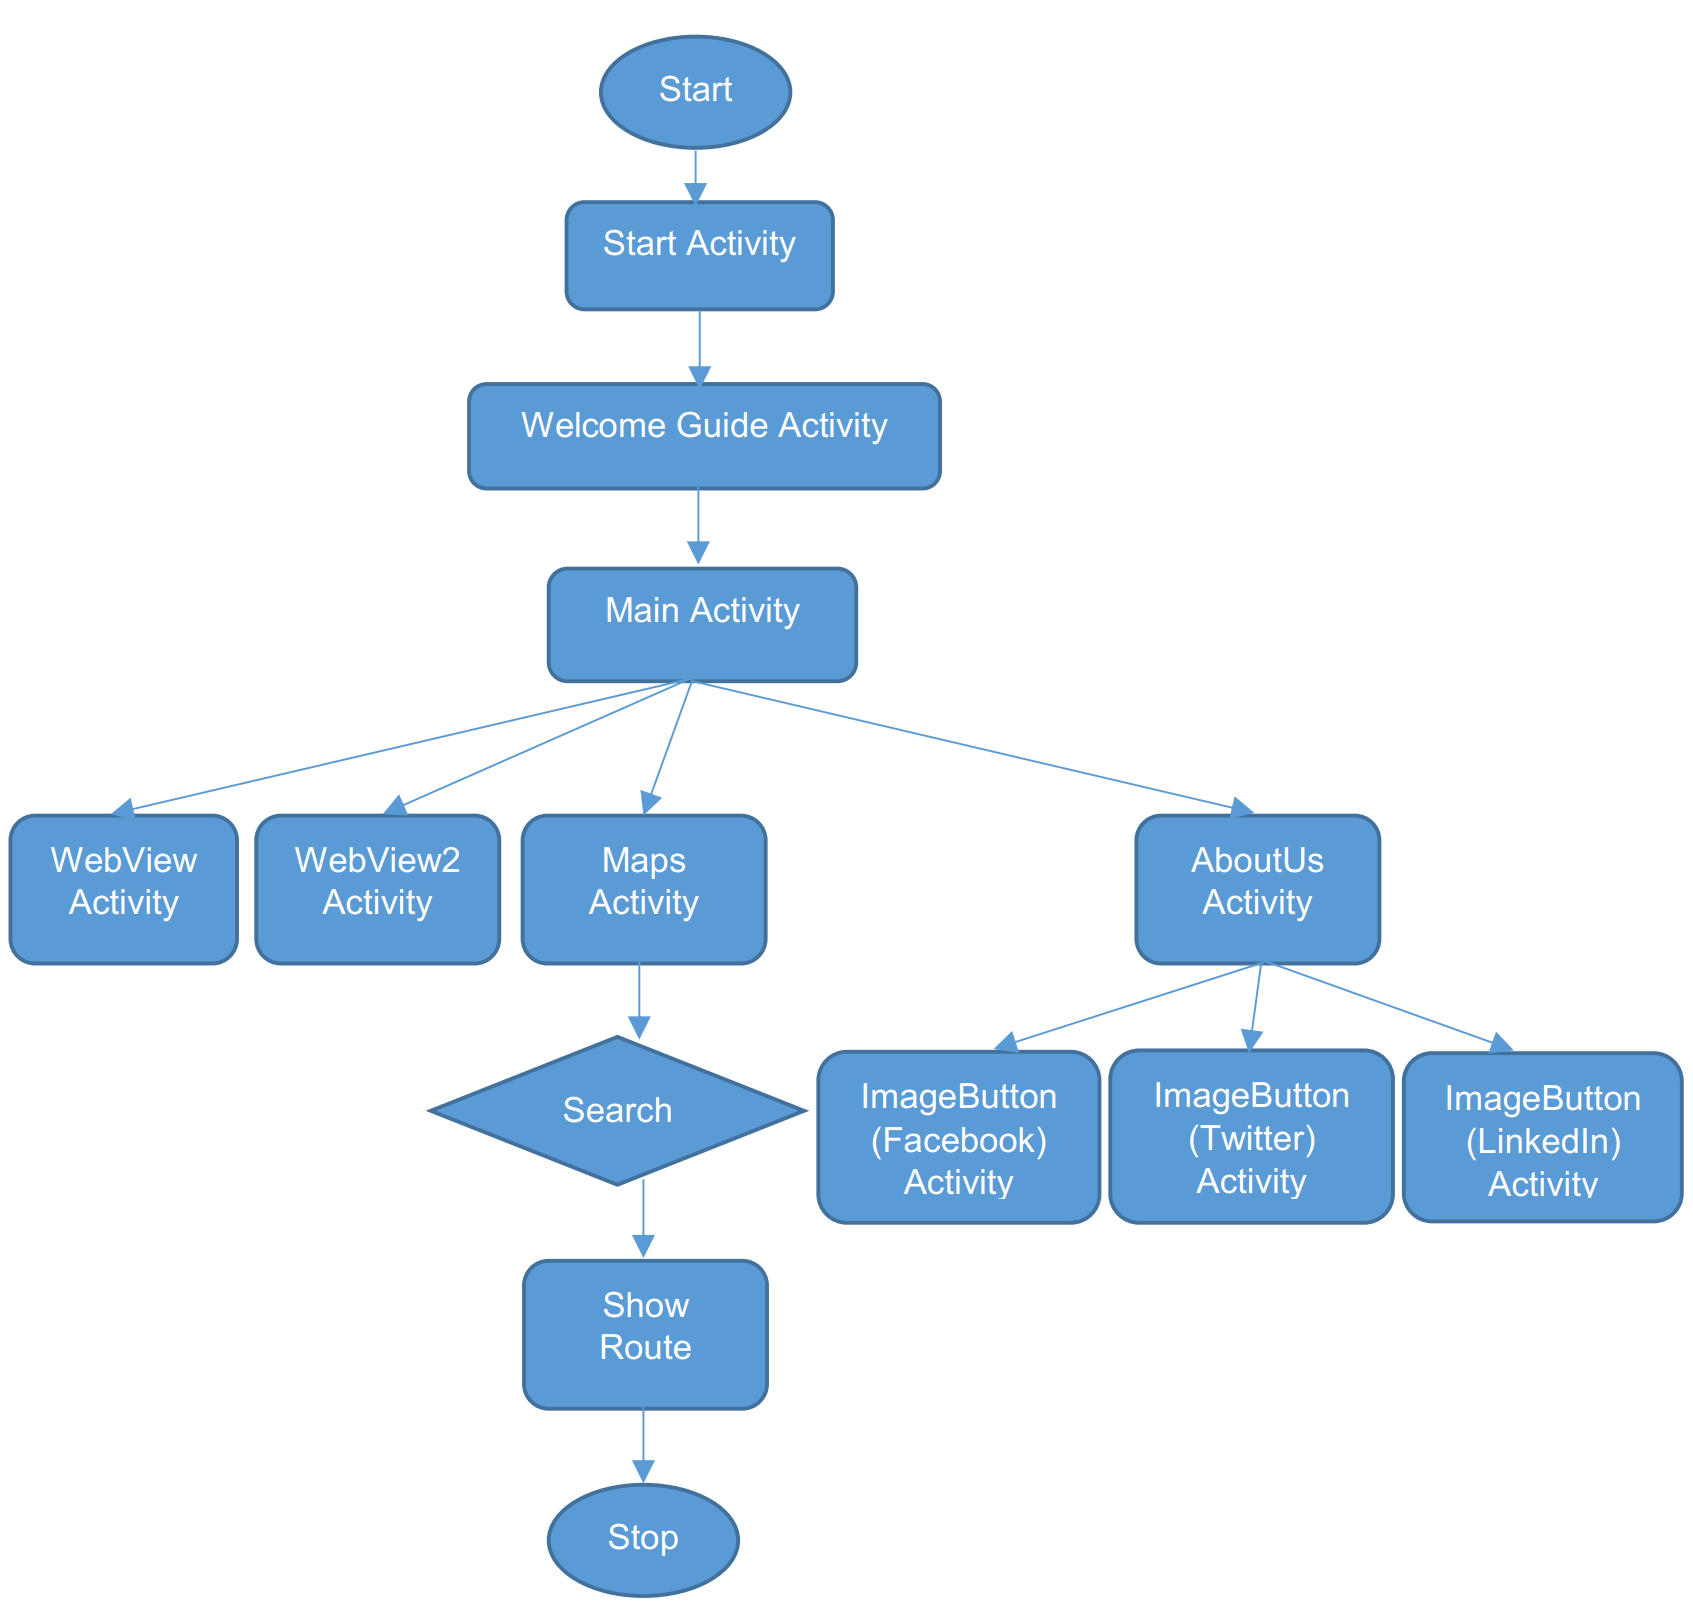 Start
Start Activity
Welcome Guide Activity
Main Activity
WebView
Activity
WebView2
Activity
Maps
Activity
AboutUs
Activity
Search
ImageButton
(Facebook)
Activity
ImageButton
(Twitter)
Activity
ImageButton
(LinkedIn)
Activity
Show
Route
Stop